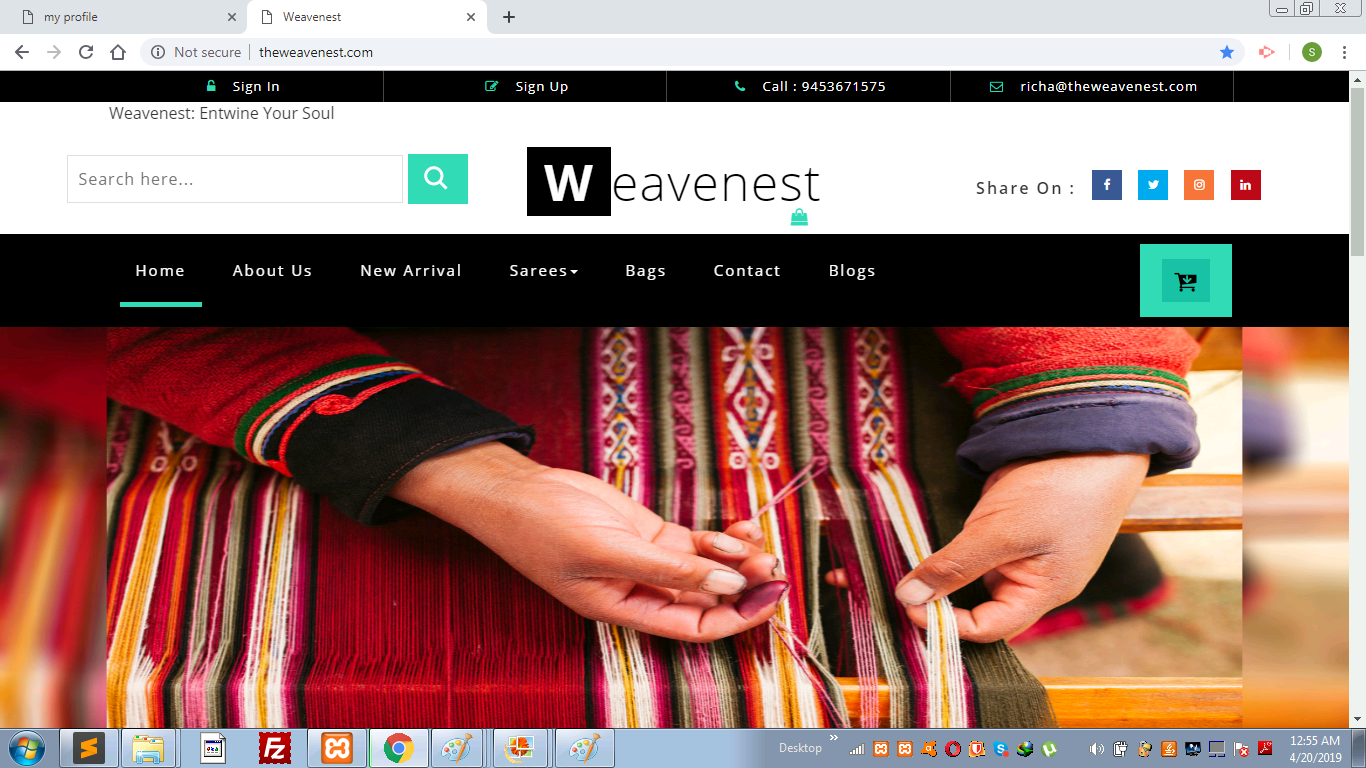 my profile
Weavenest
Not secure
theweavenest.com
S
Sign In
Sign Up
Call : 9453671575
richa@theweavenest.com
Weavenest: Entwine Your Soul
Search here...
Weavenest
Share On :
Home
About Us
New Arrival
Sarees
Bags
Contact
Blogs
Desktop
12:55 AM
4/20/2019